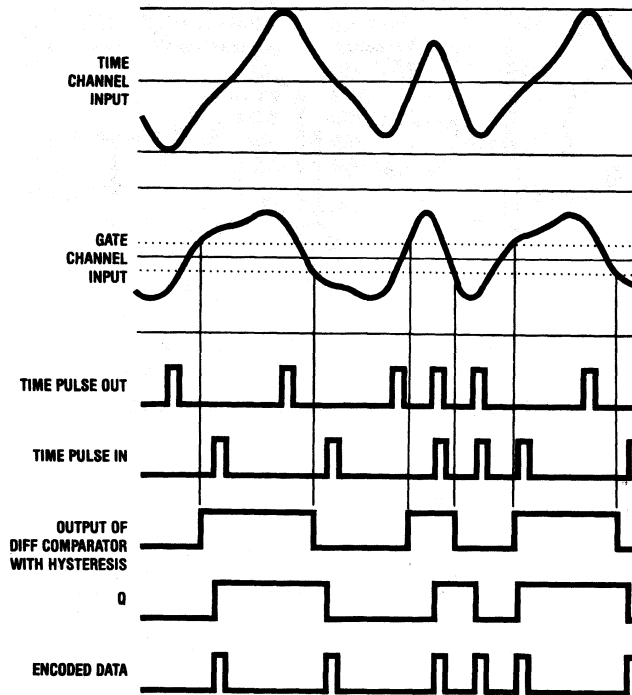 TIME
CHANNEL
INPUT
GATE
CHANNEL
INPUT
TIME PULSE OUT
TIME PULSE IN
OUTPUT OF
DIFF COMPARATOR
WITH HYSTERESIS
Q
ENCODED DATA